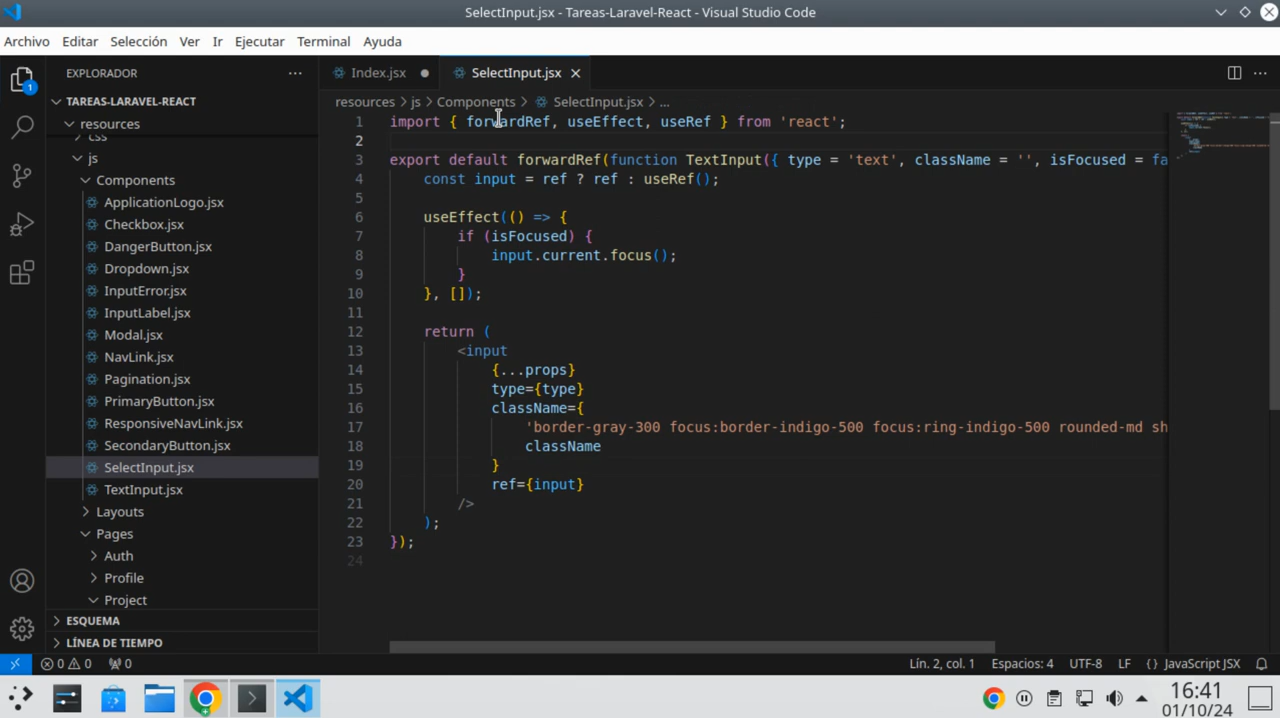 SelectInput.jsx - Tareas-Laravel-React - Visual Studio Code
Archivo Editar Selección Ver Ir Ejecutar Terminal Ayuda
EXPLORADOR
Index.jsx
SelectInput.jsx
resources > js > Components > SelectInput.jsx > ...
1
TAREAS-LARAVEL-REACT
resources
css
js
Components
ApplicationLogo.jsx
Checkbox.jsx
DangerButton.jsx
Dropdown.jsx
InputError.jsx
InputLabel.jsx
Modal.jsx
NavLink.jsx
Pagination.jsx
PrimaryButton.jsx
ResponsiveNavLink.jsx
SecondaryButton.jsx
SelectInput.jsx
TextInput.jsx
Layouts
Pages
Auth
Profile
Project
ESQUEMA
LÍNEA DE TIEMPO
1 import { forwardRef, useEffect, useRef } from 'react';
2
3 export default forwardRef(function TextInput({ type = 'text', className = '', isFocused = fa
4 const input = ref ? ref : useRef();
5
6 useEffect(() => {
7 if (isFocused) {
8 input.current.focus();
9 }
10 }, []);
11
12 return (
13 <input
14 {...props}
15 type={type}
16 className={
17 'border-gray-300 focus:border-indigo-500 focus:ring-indigo-500 rounded-md sh
18 className
19 }
20 ref={input}
21 />
22 );
23 });
24
0 0 0 Lín. 2, col. 1 Espacios: 4 UTF-8 LF {} JavaScript JSX
16:41
01/10/24